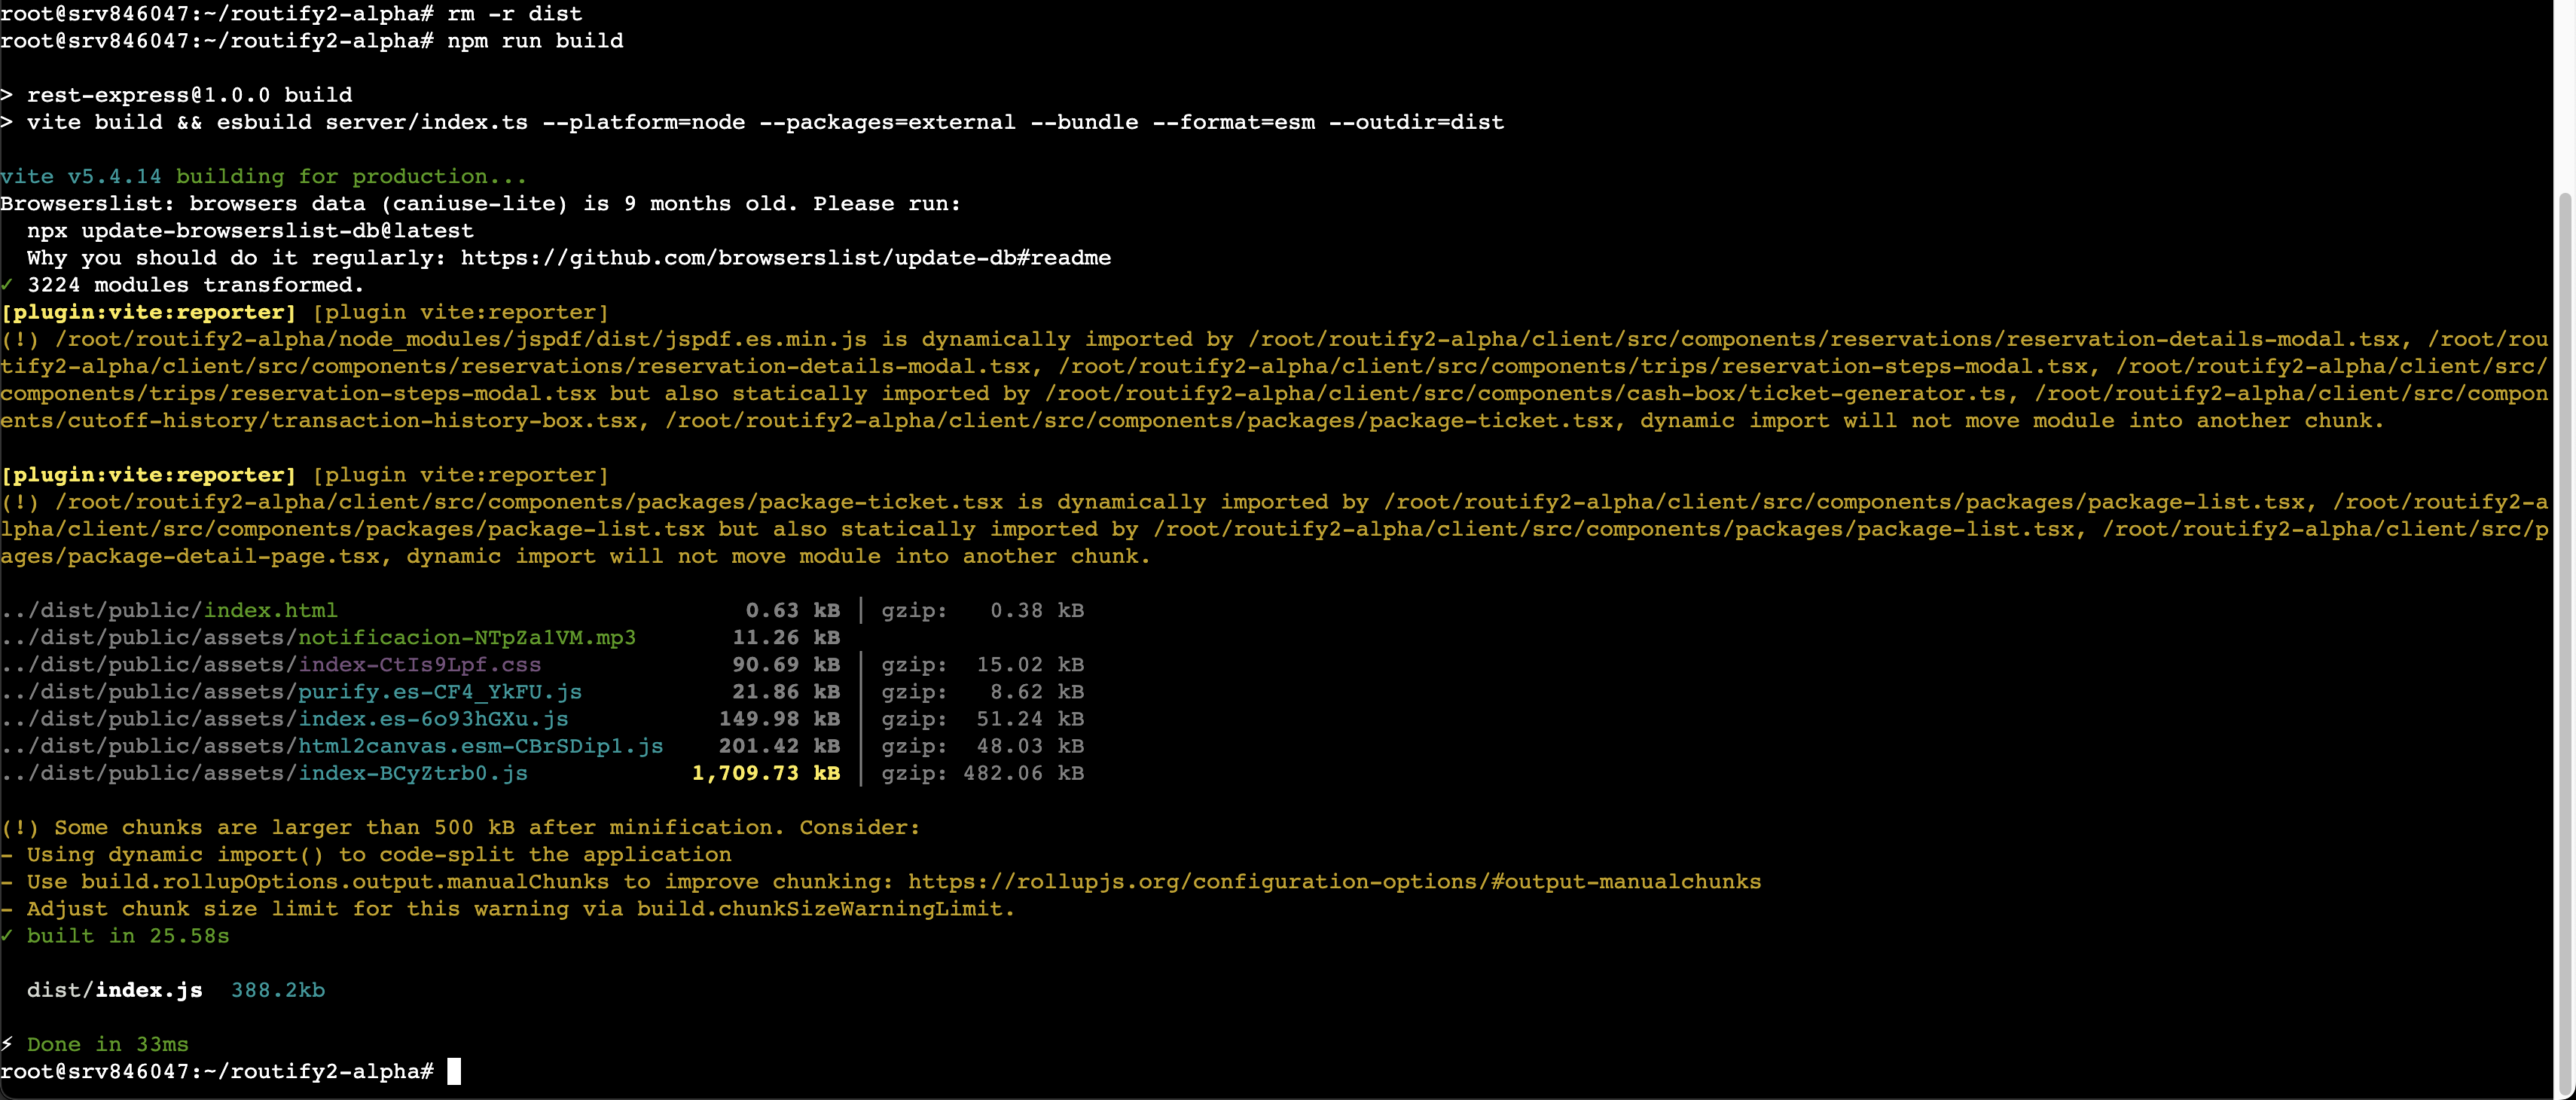 root@srv846047:~/routify2-alpha# rm -r dist
root@srv846047:~/routify2-alpha# npm run build
> rest-express@1.0.0 build
> vite build && esbuild server/index.ts --platform=node --packages=external --bundle --format=esm --outdir=dist
vite v5.4.14 building for production...
Browserslist: browsers data (caniuse-lite) is 9 months old. Please run:
  npx update-browserslist-db@latest
  Why you should do it regularly: https://github.com/browserslist/update-db#readme
✓ 3224 modules transformed.
[plugin:vite:reporter] [plugin vite:reporter]
(!) /root/routify2-alpha/node_modules/jspdf/dist/jspdf.es.min.js is dynamically imported by /root/routify2-alpha/client/src/components/reservations/reservation-details-modal.tsx, /root/rou
tify2-alpha/client/src/components/reservations/reservation-details-modal.tsx, /root/routify2-alpha/client/src/components/trips/reservation-steps-modal.tsx, /root/routify2-alpha/client/src/
components/trips/reservation-steps-modal.tsx but also statically imported by /root/routify2-alpha/client/src/components/cash-box/ticket-generator.ts, /root/routify2-alpha/client/src/compon
ents/cutoff-history/transaction-history-box.tsx, /root/routify2-alpha/client/src/components/packages/package-ticket.tsx, dynamic import will not move module into another chunk.
[plugin:vite:reporter] [plugin vite:reporter]
(!) /root/routify2-alpha/client/src/components/packages/package-ticket.tsx is dynamically imported by /root/routify2-alpha/client/src/components/packages/package-list.tsx, /root/routify2-a
lpha/client/src/components/packages/package-list.tsx but also statically imported by /root/routify2-alpha/client/src/components/packages/package-list.tsx, /root/routify2-alpha/client/src/p
ages/package-detail-page.tsx, dynamic import will not move module into another chunk.
../dist/public/index.html                              0.63 kB │ gzip:   0.38 kB
../dist/public/assets/notificacion-NTpZa1VM.mp3       11.26 kB
../dist/public/assets/index-CtIs9Lpf.css              90.69 kB │ gzip:  15.02 kB
../dist/public/assets/purify.es-CF4_YkFU.js           21.86 kB │ gzip:   8.62 kB
../dist/public/assets/index.es-6o93hGXu.js           149.98 kB │ gzip:  51.24 kB
../dist/public/assets/html2canvas.esm-CBrSDip1.js    201.42 kB │ gzip:  48.03 kB
../dist/public/assets/index-BCyZtrb0.js            1,709.73 kB │ gzip: 482.06 kB
(!) Some chunks are larger than 500 kB after minification. Consider:
- Using dynamic import() to code-split the application
- Use build.rollupOptions.output.manualChunks to improve chunking: https://rollupjs.org/configuration-options/#output-manualchunks
- Adjust chunk size limit for this warning via build.chunkSizeWarningLimit.
✓ built in 25.58s
  dist/index.js  388.2kb
⚡ Done in 33ms
root@srv846047:~/routify2-alpha#